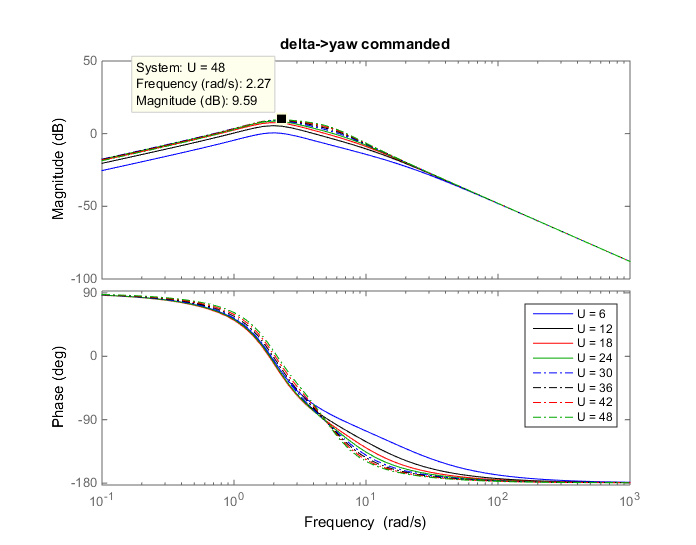 delta->yaw commanded
System: U = 48
Frequency (rad/s): 2.27
Magnitude (dB): 9.59
Magnitude (dB)
50
0
-50
-100
Phase (deg)
90
0
-90
-180
U = 6
U = 12
U = 18
U = 24
U = 30
U = 36
U = 42
U = 48
10^-1
10^0
10^1
10^2
10^3
Frequency (rad/s)